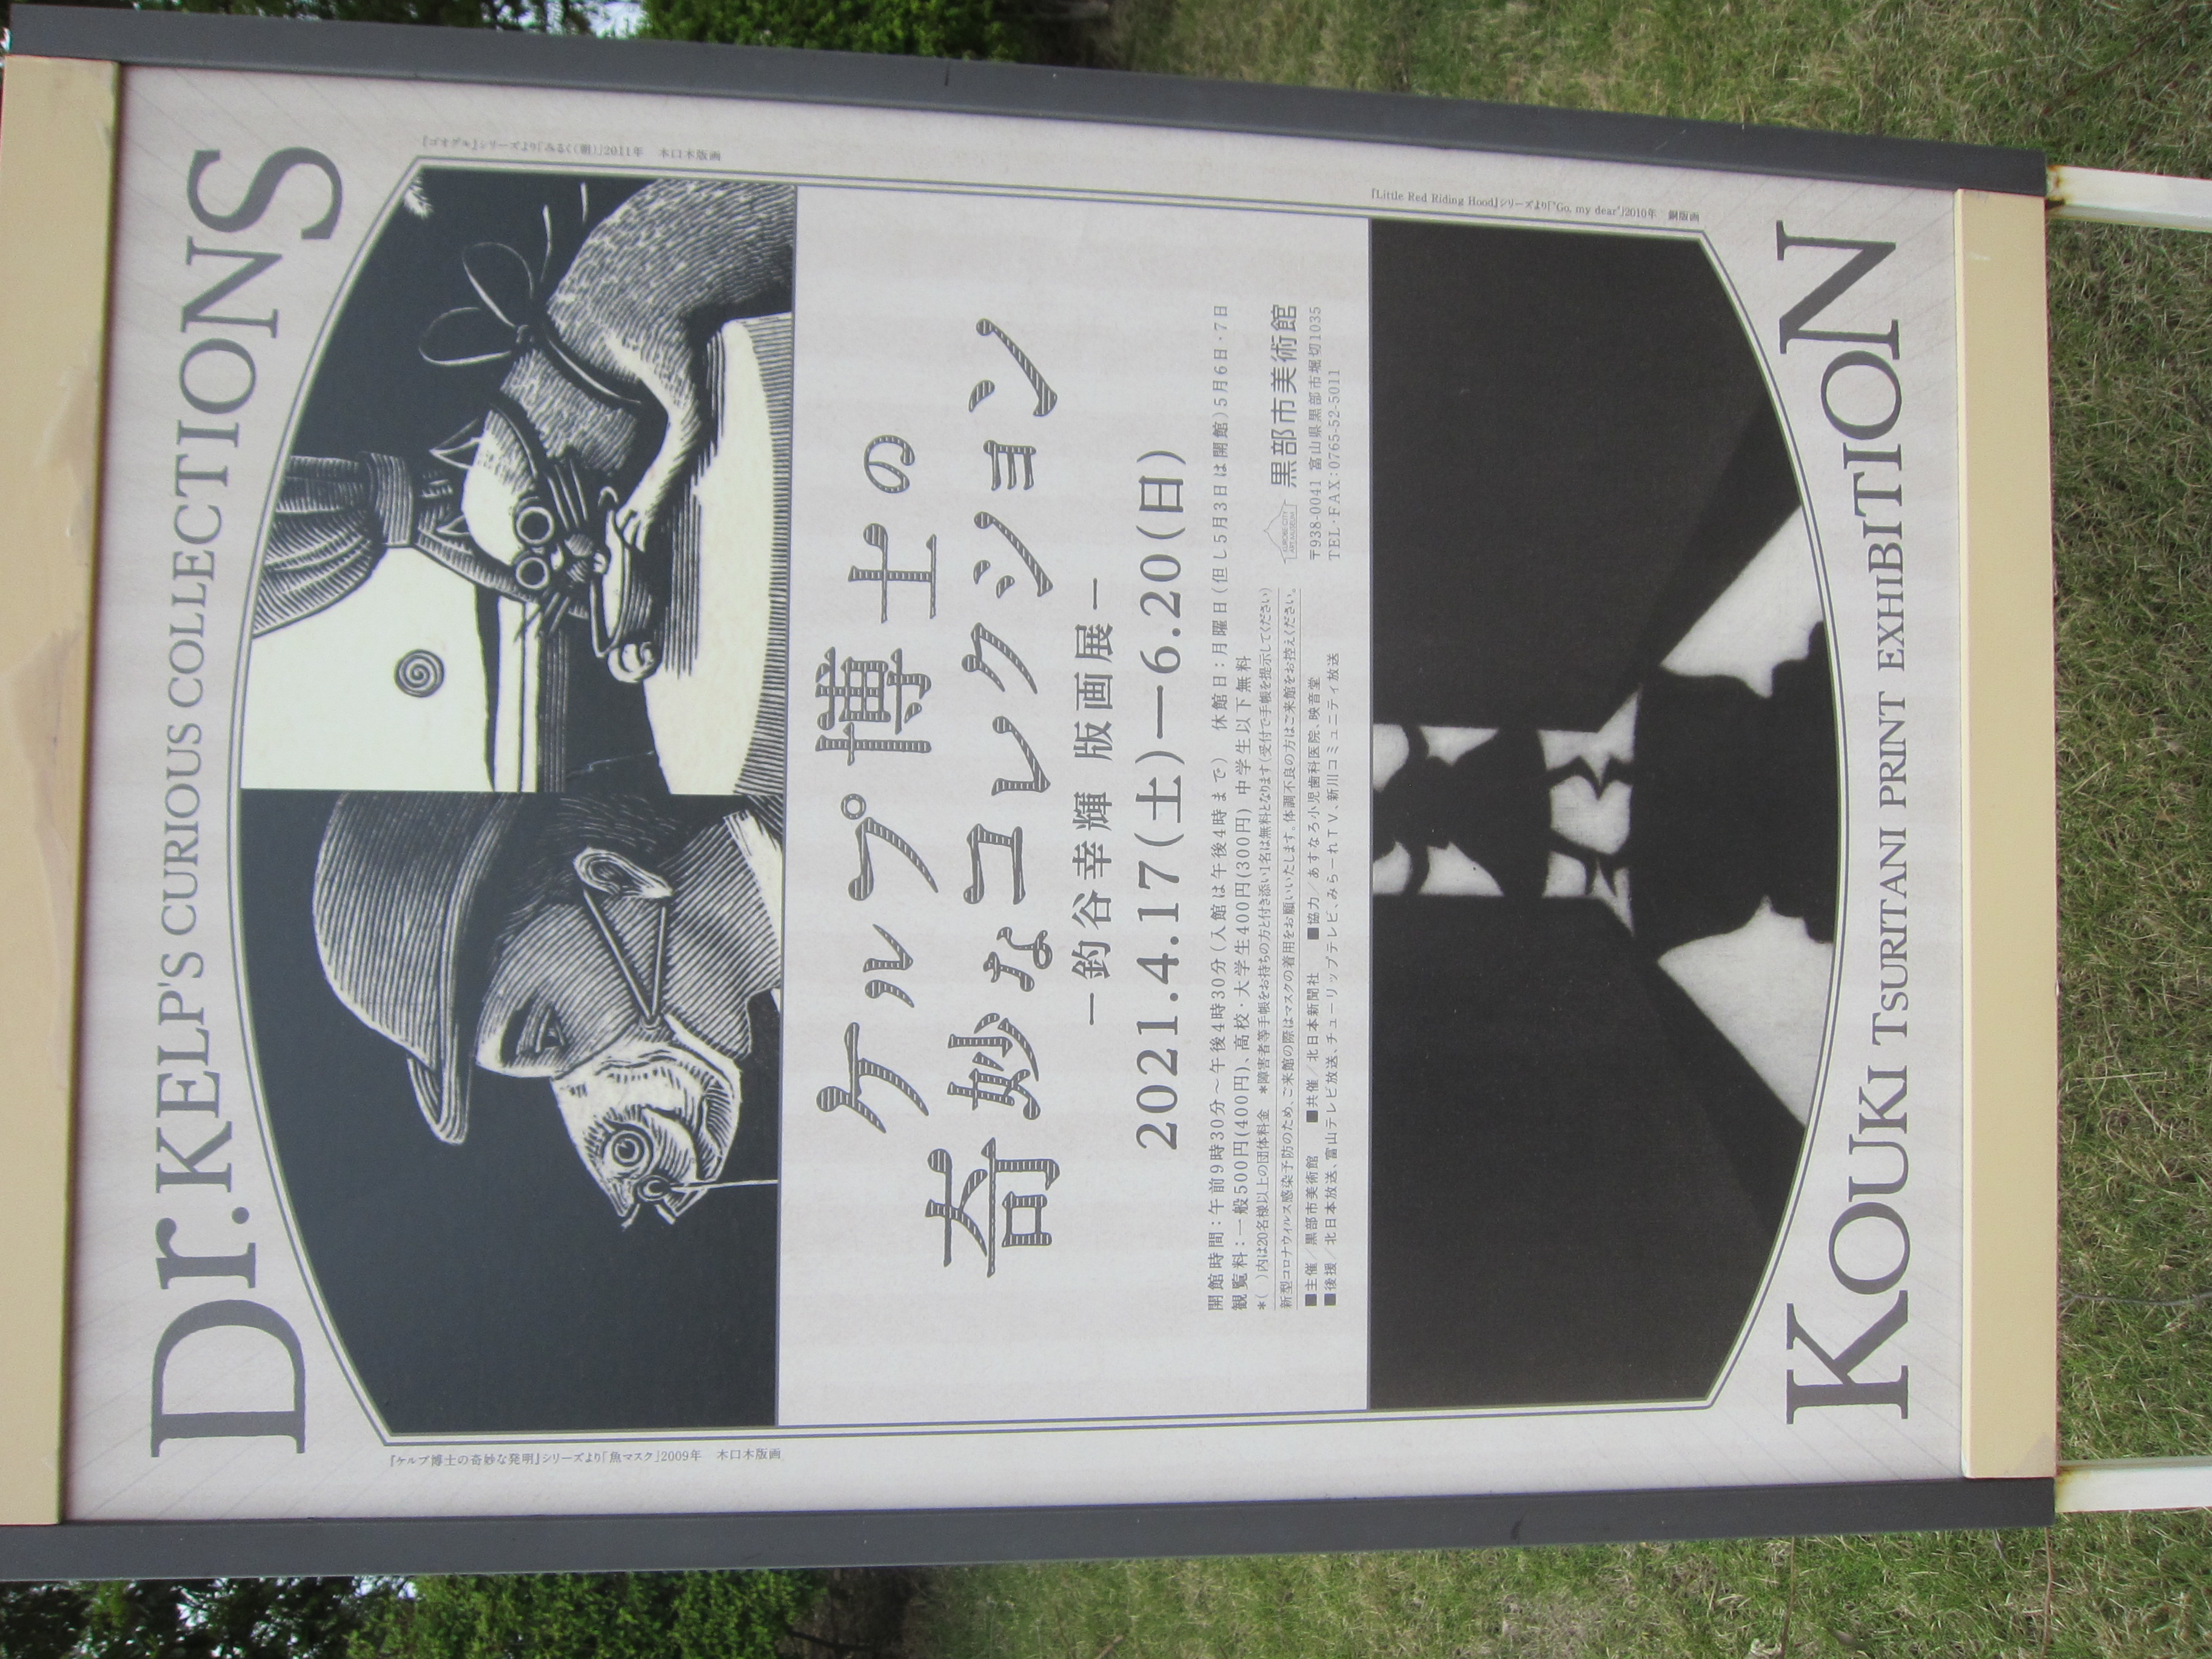 Dr. KELP'S CURIOUS COLLECTIONS
『ゴオグル』シリーズより「みるく(朝)」2011年　木口木版画
『ケルプ博士の奇妙な発明』シリーズより「魚マスク」2009年　木口木版画
ケルプ博士の
奇妙なコレクション
―釣谷幸輝 版画展―
2021.4.17(土)―6.20(日)
開館時間：午前9時30分～午後4時30分（入館は午後4時まで）　休館日：月曜日（但し5月3日は開館）5月6日・7日
観覧料：一般500円(400円)、高校・大学生400円(300円) 中学生以下無料
*（　）内は20名様以上の団体料金　*障害者等手帳をお持ちの方と付き添い1名は無料となります（受付で手帳を提示してください）
新型コロナウィルス感染予防のため、ご来館の際はマスクの着用をお願いいたします。体調不良の方はご来館をお控えください。
■主催／黒部市美術館　■共催／北日本新聞社　■協力／あすなろ小児歯科医院、映音堂
■後援／北日本放送、富山テレビ放送、チューリップテレビ、みらーれTV、新川コミュニティ放送
KUROBE CITY
ART MUSEUM
黒部市美術館
〒938-0041 富山県黒部市堀切1035
TEL・FAX:0765-52-5011
『Little Red Riding Hood』シリーズより「"Go, my dear"」2010年　銅版画
KOUKI TSURITANI PRINT EXHIBITION